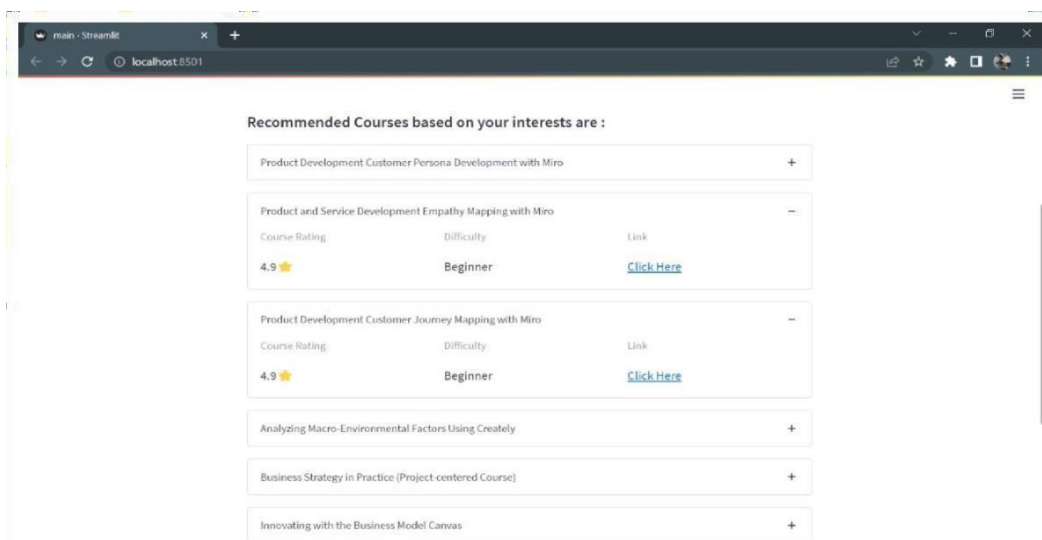 main · Streamlit
localhost:8501
Recommended Courses based on your interests are :
Product Development Customer Persona Development with Miro
Product and Service Development Empathy Mapping with Miro
Course Rating Difficulty Link
4.9 Beginner Click Here
Product Development Customer Journey Mapping with Miro
Course Rating Difficulty Link
4.9 Beginner Click Here
Analyzing Macro-Environmental Factors Using Creately
Business Strategy in Practice (Project-centered Course)
Innovating with the Business Model Canvas